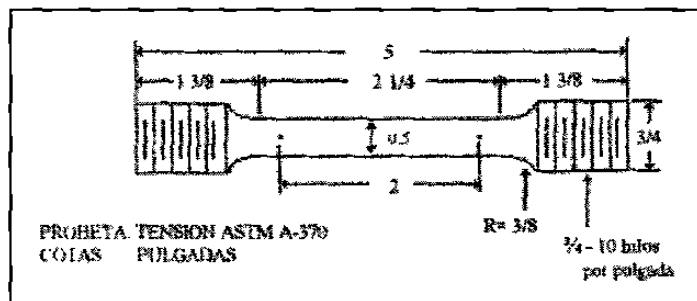 5
1 3/8
2 1/4
1 3/8
0.5
3/4
2
PROBETA TENSION ASTM A-370
COTAS PULGADAS
R= 3/8
3/4 - 10 hilos
por pulgada